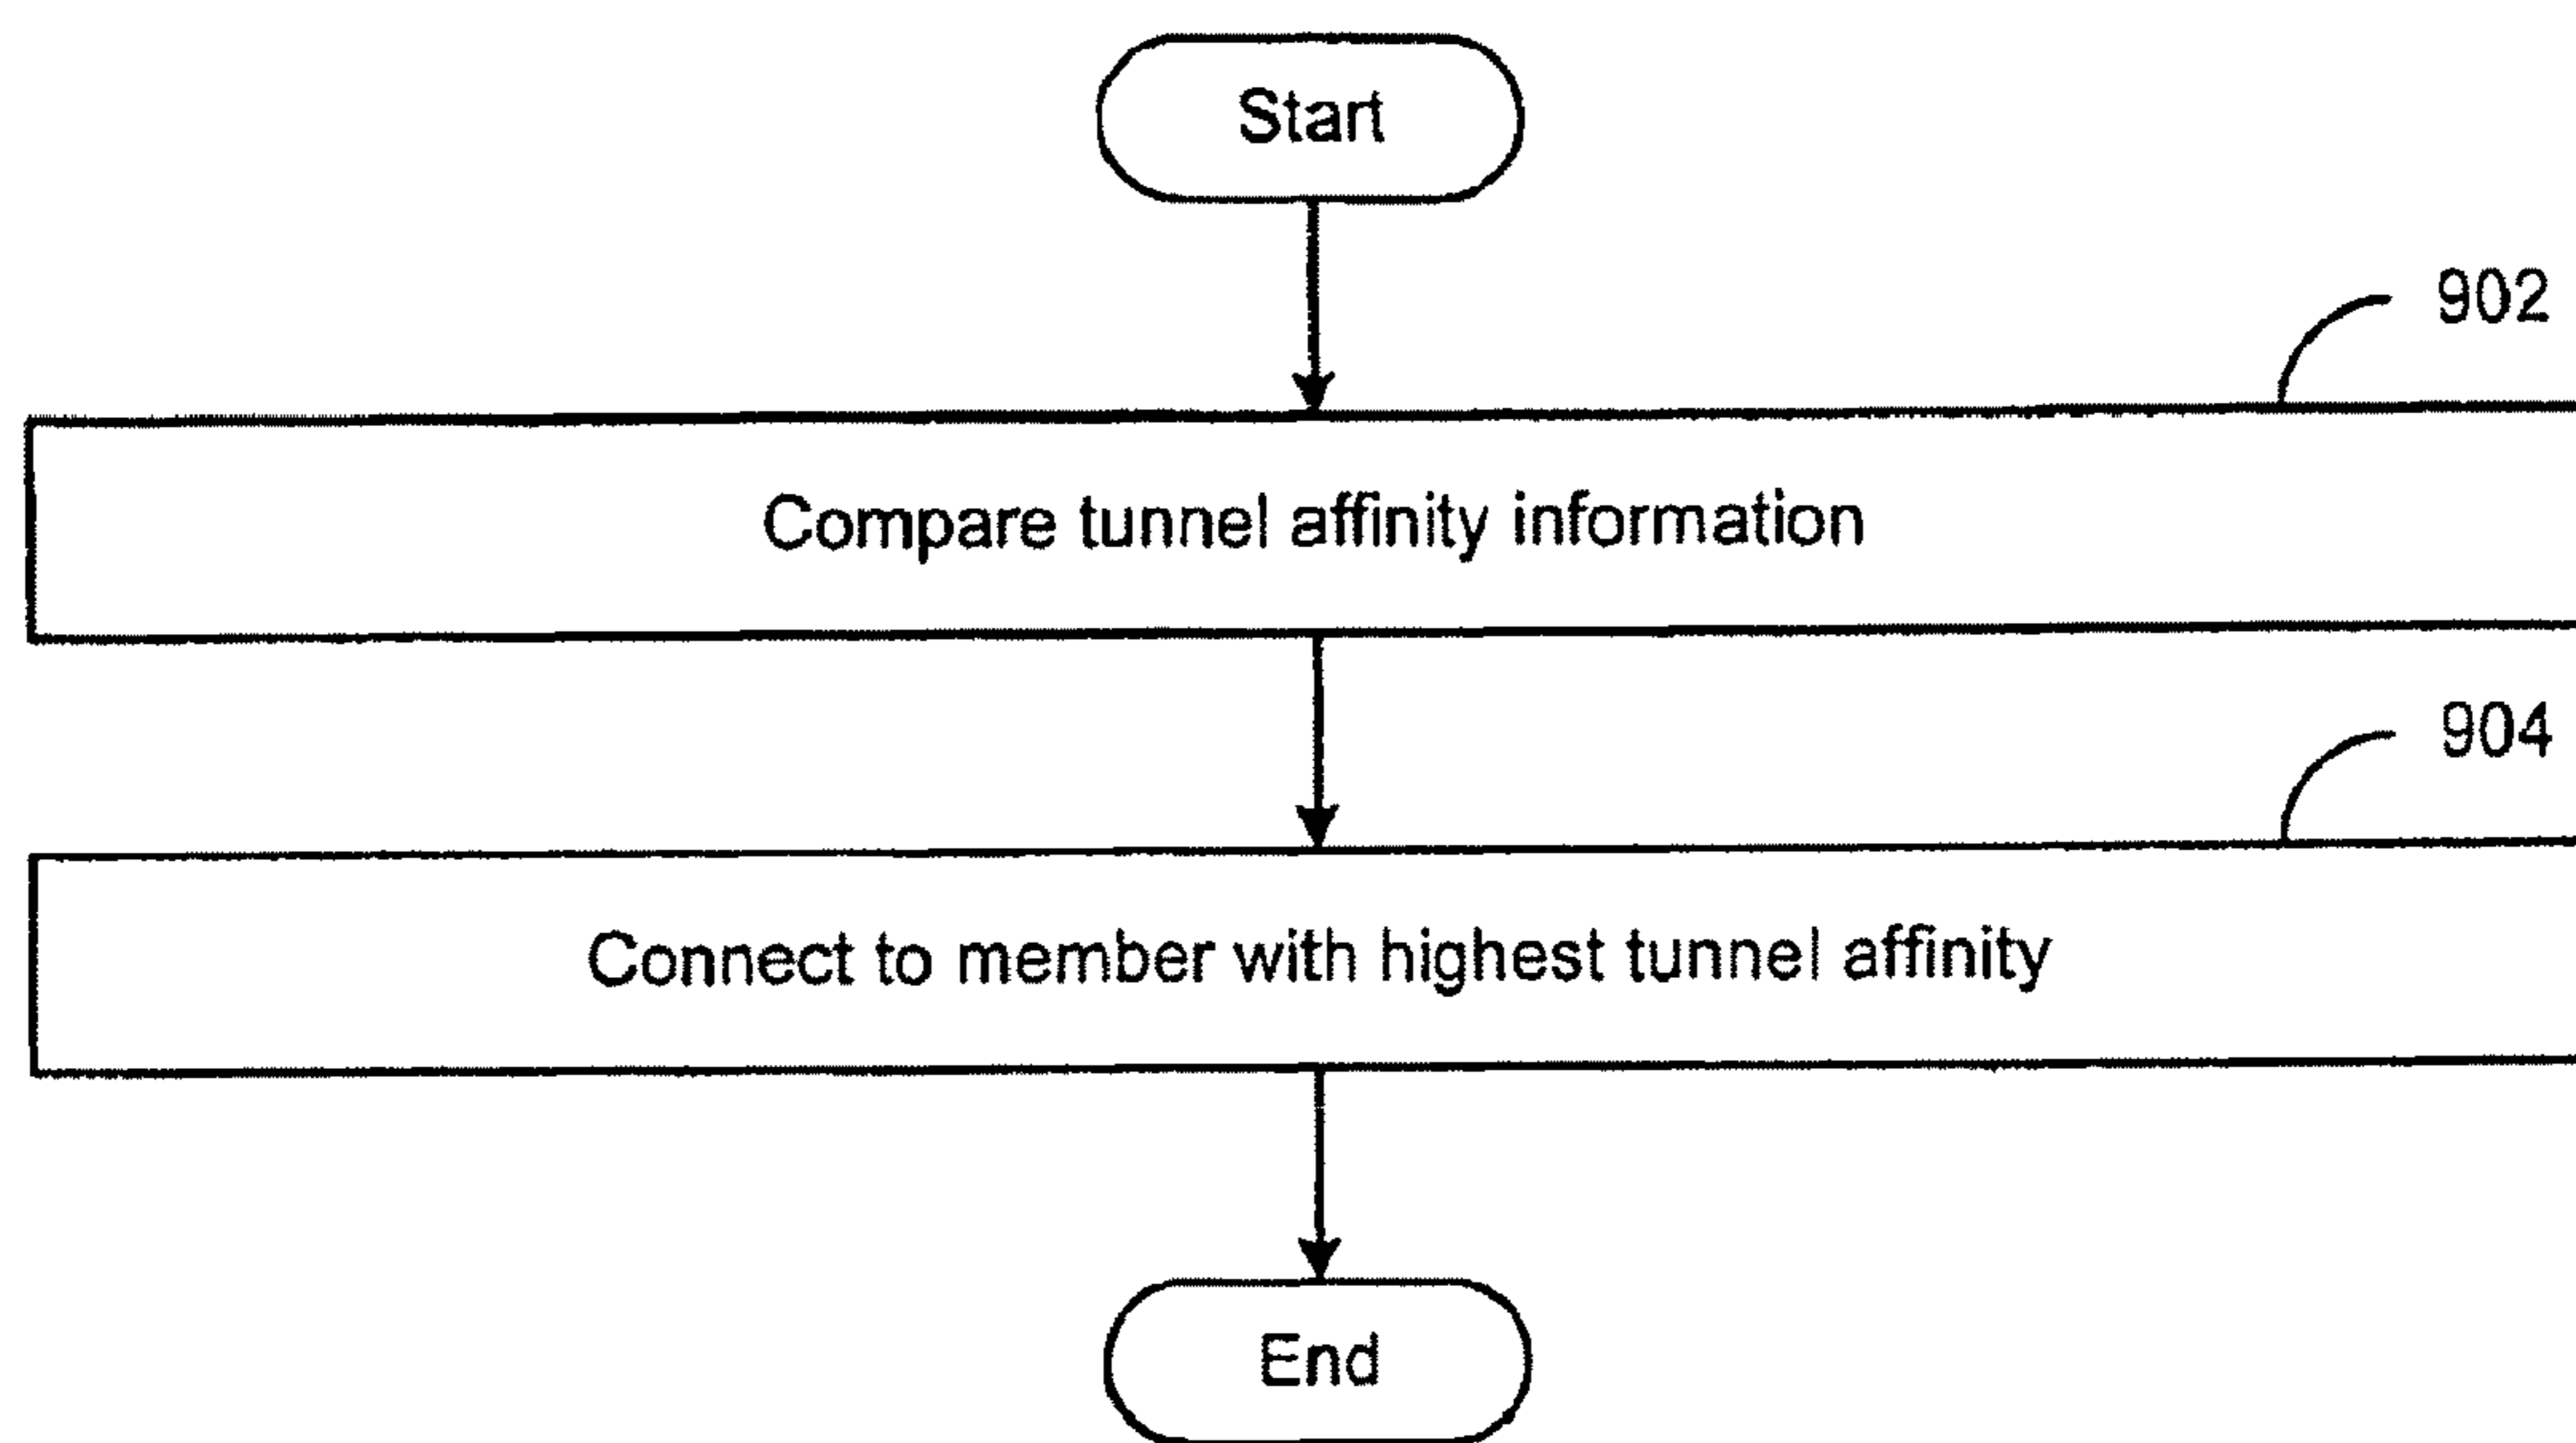 Start
902
Compare tunnel affinity information
904
Connect to member with highest tunnel affinity
End